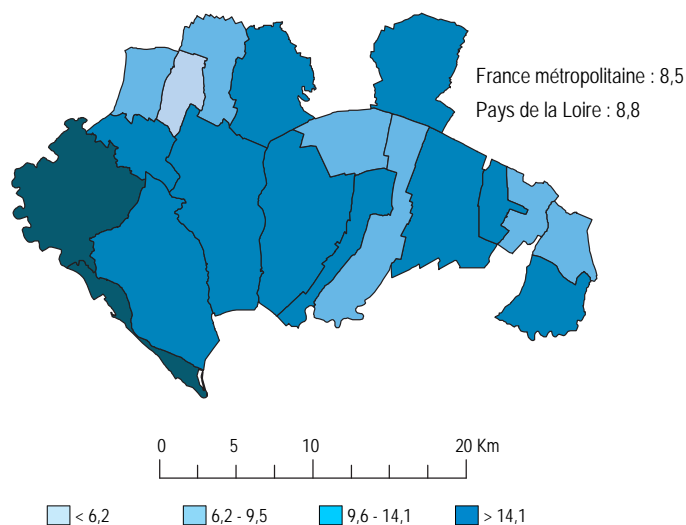 France métropolitaine : 8,5
Pays de la Loire : 8,8
0 5 10 20 Km
< 6,2 6,2 - 9,5 9,6 - 14,1 > 14,1